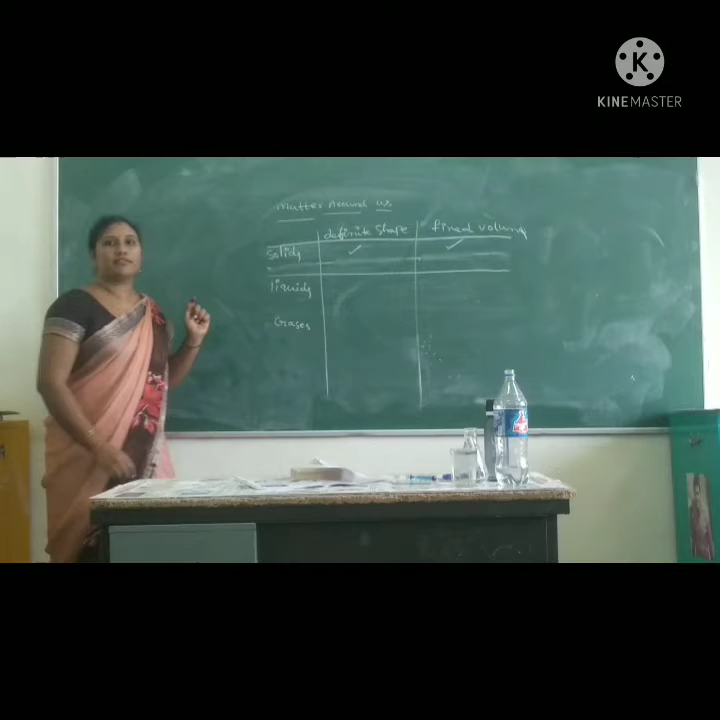 KINEMASTER
Matter Around us
definite shape fixed volume
Solids ✓ ✓
liquids
Gases